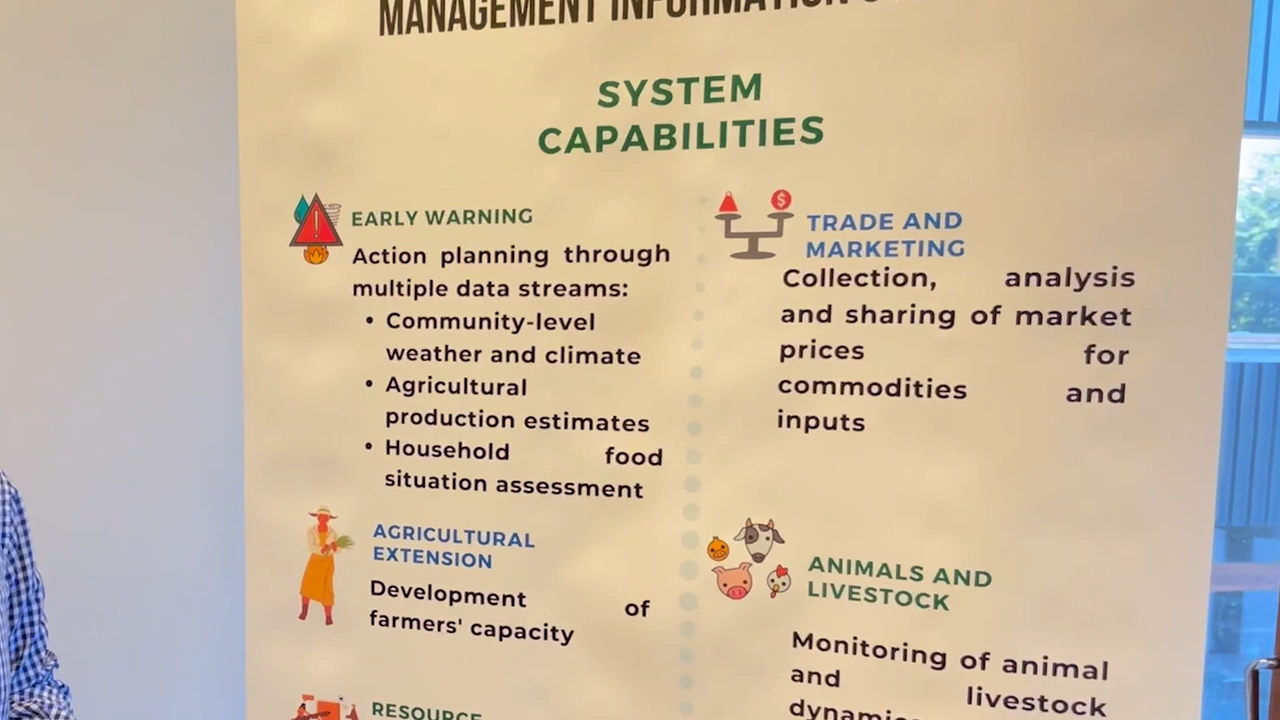 MANAGEMENT INFORMATION
SYSTEM
CAPABILITIES
EARLY WARNING
Action planning through
multiple data streams:
• Community-level
weather and climate
• Agricultural
production estimates
• Household food
situation assessment
TRADE AND
MARKETING
$
Collection, analysis
and sharing of market
prices for
commodities and
inputs
AGRICULTURAL
EXTENSION
Development of
farmers' capacity
ANIMALS AND
LIVESTOCK
Monitoring of animal
and livestock
RESOURCE